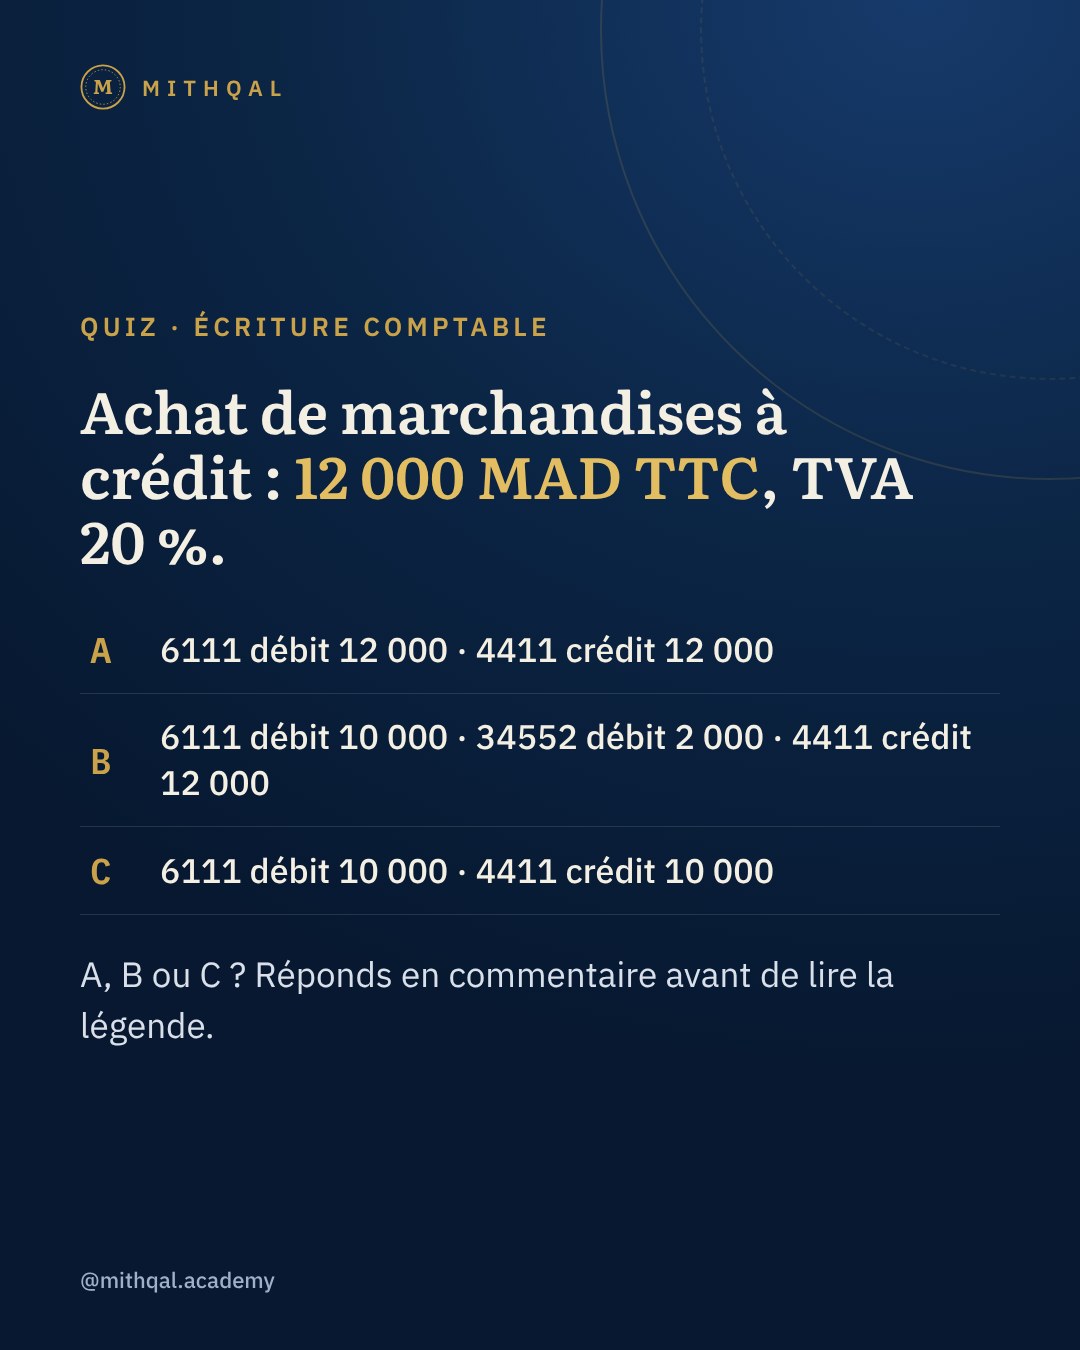 M MITHQAL
QUIZ · ÉCRITURE COMPTABLE
Achat de marchandises à
crédit : 12 000 MAD TTC, TVA
20 %.
A 6111 débit 12 000 · 4411 crédit 12 000
B 6111 débit 10 000 · 34552 débit 2 000 · 4411 crédit
12 000
C 6111 débit 10 000 · 4411 crédit 10 000
A, B ou C ? Réponds en commentaire avant de lire la
légende.
@mithqal.academy